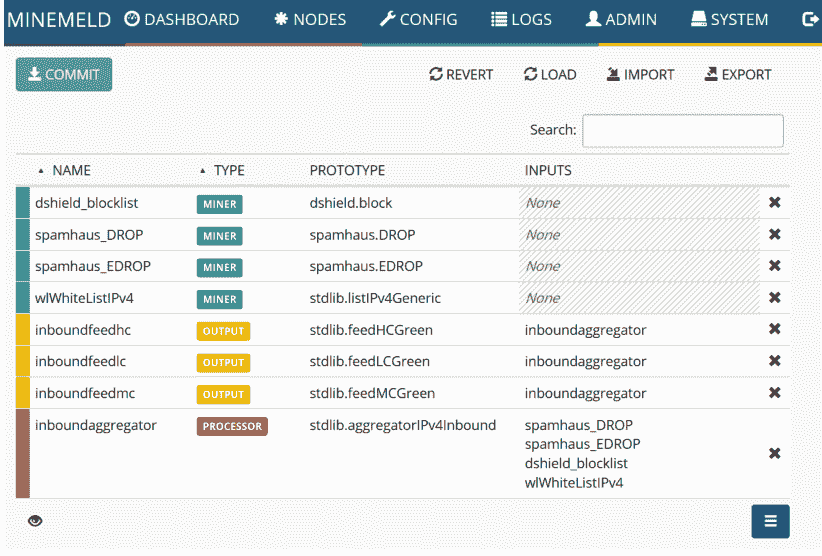 MINEMELD DASHBOARD NODES CONFIG LOGS ADMIN SYSTEM
COMMIT REVERT LOAD IMPORT EXPORT
Search:
NAME TYPE PROTOTYPE INPUTS
dshield_blocklist MINER dshield.block None
spamhaus_DROP MINER spamhaus.DROP None
spamhaus_EDROP MINER spamhaus.EDROP None
wlWhiteListIPv4 MINER stdlib.listIPv4Generic None
inboundfeedhc OUTPUT stdlib.feedHCGreen inboundaggregator
inboundfeedlc OUTPUT stdlib.feedLCGreen inboundaggregator
inboundfeedmc OUTPUT stdlib.feedMCGreen inboundaggregator
inboundaggregator PROCESSOR stdlib.aggregatorIPv4Inbound spamhaus_DROP
spamhaus_EDROP
dshield_blocklist
wlWhiteListIPv4